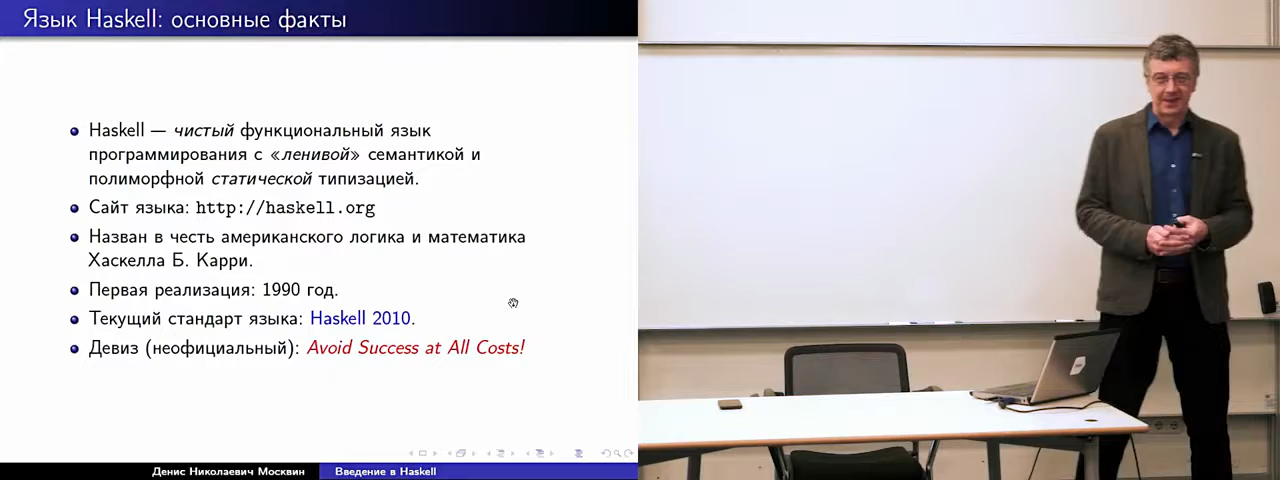 Язык Haskell: основные факты
Haskell — чистый функциональный язык
программирования с «ленивой» семантикой и
полиморфной статической типизацией.
Сайт языка: http://haskell.org
Назван в честь американского логика и математика
Хаскелла Б. Карри.
Первая реализация: 1990 год.
Текущий стандарт языка: Haskell 2010.
Девиз (неофициальный): Avoid Success at All Costs!
Денис Николаевич Москвин
Введение в Haskell